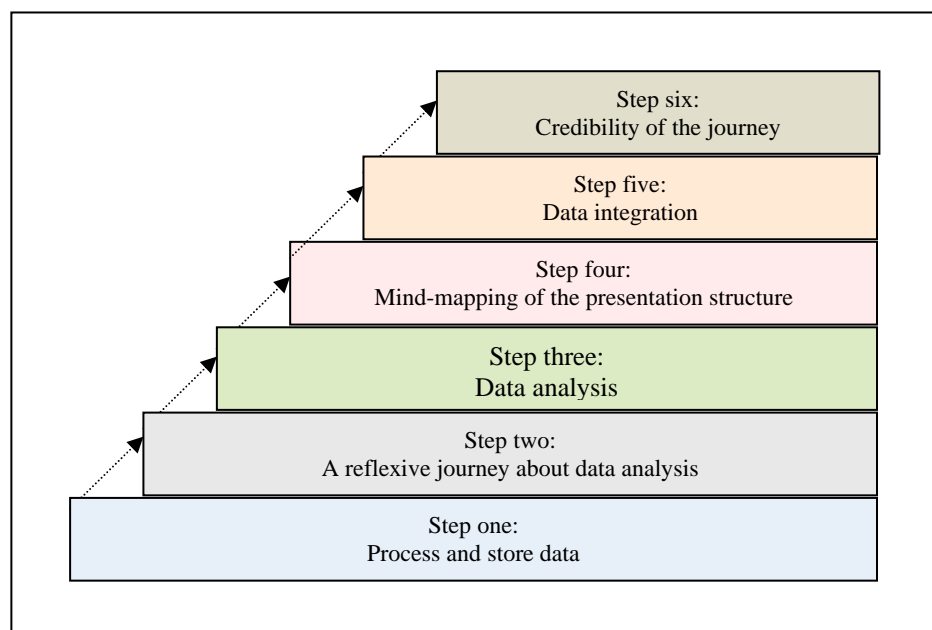 Step six:
Credibility of the journey
Step five:
Data integration
Step four:
Mind-mapping of the presentation structure
Step three:
Data analysis
Step two:
A reflexive journey about data analysis
Step one:
Process and store data